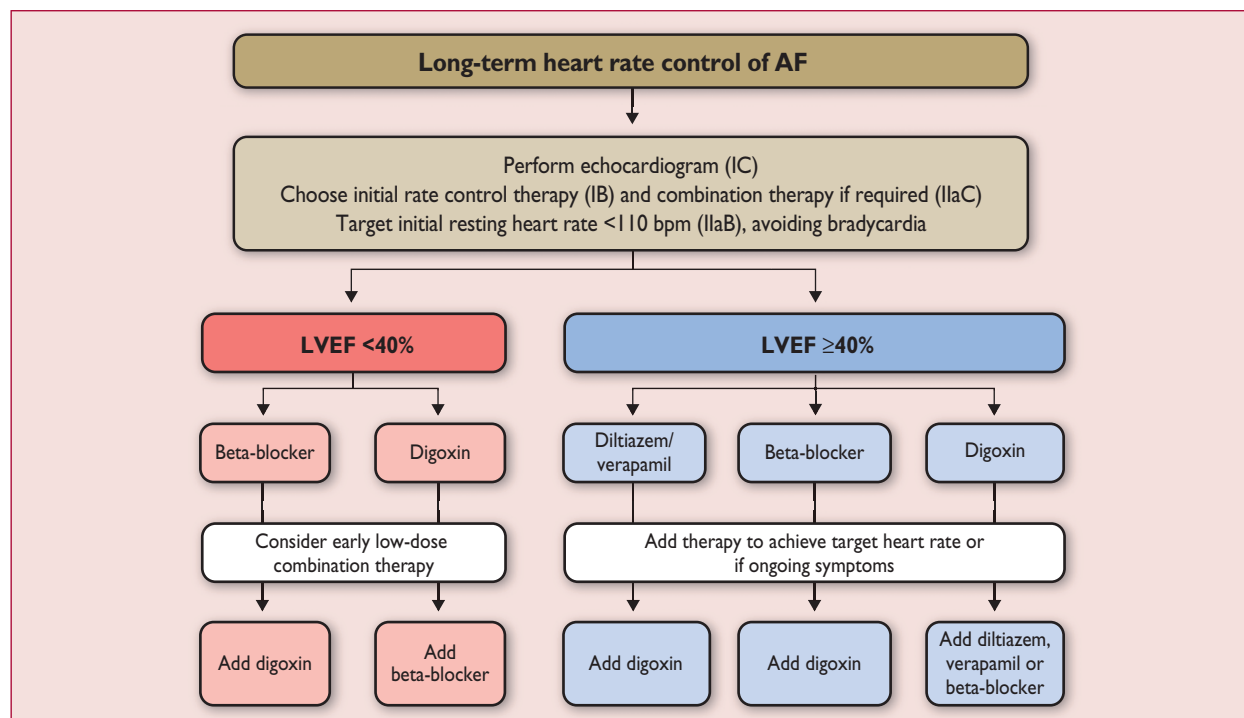 Long-term heart rate control of AF
Perform echocardiogram (IC)
Choose initial rate control therapy (IB) and combination therapy if required (IIaC)
Target initial resting heart rate <110 bpm (IIaB), avoiding bradycardia
LVEF <40%
LVEF ≥40%
Beta-blocker
Digoxin
Diltiazem/
verapamil
Beta-blocker
Digoxin
Consider early low-dose
combination therapy
Add therapy to achieve target heart rate or
if ongoing symptoms
Add digoxin
Add
beta-blocker
Add digoxin
Add digoxin
Add diltiazem,
verapamil or
beta-blocker